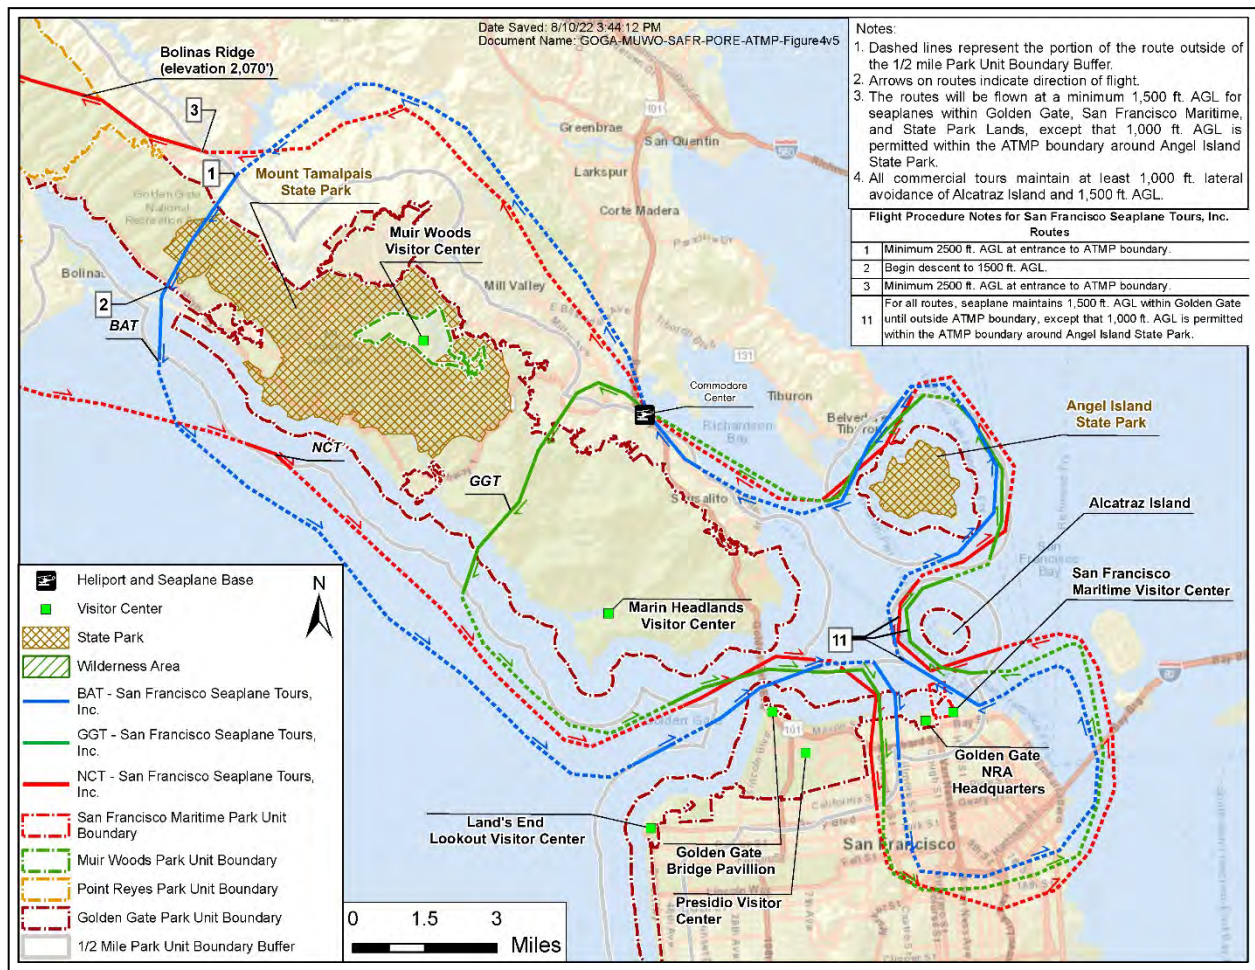 Date Saved: 8/10/22 3:44:12 PM
Document Name: GOGA-MUWO-SAFR-PORE-ATMP-Figure4v5
Notes:
1. Dashed lines represent the portion of the route outside of
the 1/2 mile Park Unit Boundary Buffer.
2. Arrows on routes indicate direction of flight.
3. The routes will be flown at a minimum 1,500 ft. AGL for
seaplanes within Golden Gate, San Francisco Maritime,
and State Park Lands, except that 1,000 ft. AGL is
permitted within the ATMP boundary around Angel Island
State Park.
4. All commercial tours maintain at least 1,000 ft. lateral
avoidance of Alcatraz Island and 1,500 ft. AGL.
Flight Procedure Notes for San Francisco Seaplane Tours, Inc.
Routes
1 Minimum 2500 ft. AGL at entrance to ATMP boundary.
2 Begin descent to 1500 ft. AGL.
3 Minimum 2500 ft. AGL at entrance to ATMP boundary.
11 For all routes, seaplane maintains 1,500 ft. AGL within Golden Gate
until outside ATMP boundary, except that 1,000 ft. AGL is permitted
within the ATMP boundary around Angel Island State Park.
Bolinas Ridge
(elevation 2,070')
3
1
2
11
101
580
Greenbrae
San Quentin
Larkspur
Corte Madera
Mount Tamalpais
State Park
Golden Gate
National
Muir Woods
Visitor Center
Bolinas
BAT
Mill Valley
131
NCT
GGT
Commodore
Center
Tiburon
Richardson
Bay
Tiburon
Sausalito
Angel Island
State Park
Alcatraz Island
San
Francisco
Bay
San Francisco
Maritime Visitor Center
Marin Headlands
Visitor Center
101
80
Golden Gate
NRA
Headquarters
Land's End
Lookout Visitor Center
California S
San Francisco
Golden Gate
Bridge Pavillion
Presidio Visitor
Center
Heliport and Seaplane Base
N
Visitor Center
State Park
Wilderness Area
BAT - San Francisco Seaplane Tours,
Inc.
GGT - San Francisco Seaplane Tours,
Inc.
NCT - San Francisco Seaplane Tours,
Inc.
San Francisco Maritime Park Unit
Boundary
Muir Woods Park Unit Boundary
Point Reyes Park Unit Boundary
Golden Gate Park Unit Boundary
1/2 Mile Park Unit Boundary Buffer
0 1.5 3
Miles